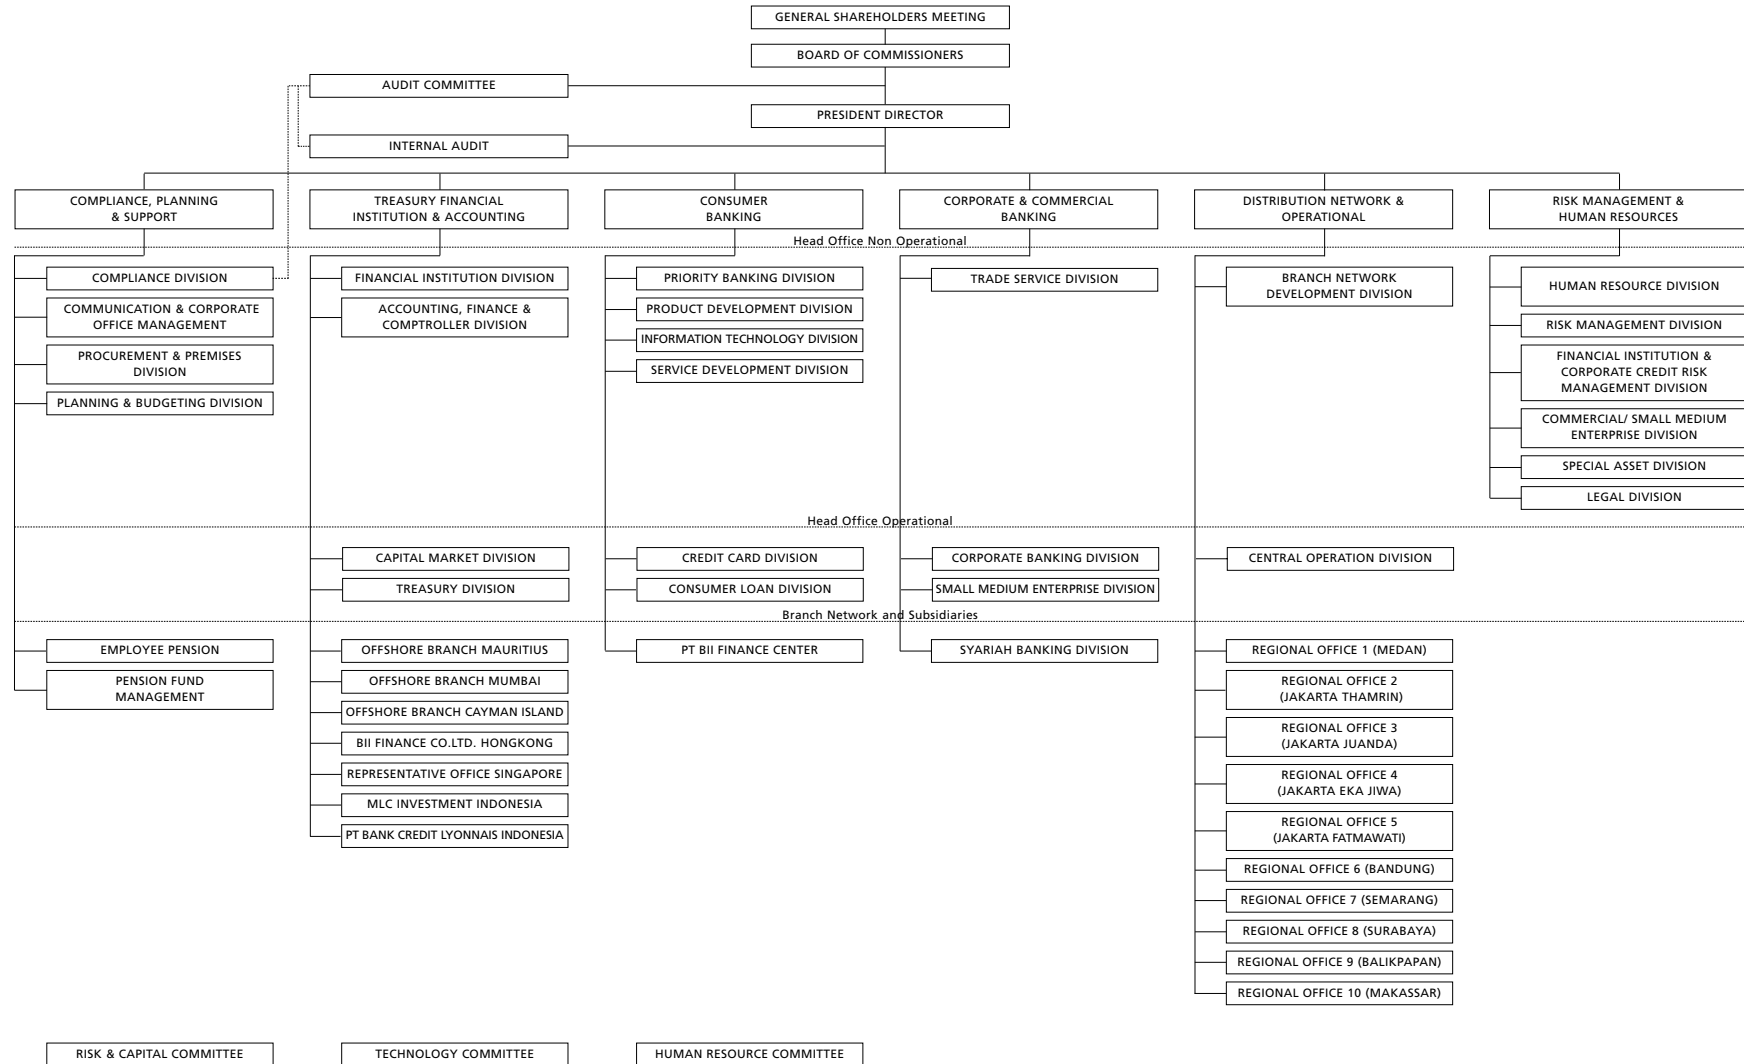 GENERAL SHAREHOLDERS MEETING
BOARD OF COMMISSIONERS
AUDIT COMMITTEE
PRESIDENT DIRECTOR
INTERNAL AUDIT
COMPLIANCE, PLANNING
& SUPPORT
TREASURY FINANCIAL
INSTITUTION & ACCOUNTING
CONSUMER
BANKING
CORPORATE & COMMERCIAL
BANKING
DISTRIBUTION NETWORK &
OPERATIONAL
RISK MANAGEMENT &
HUMAN RESOURCES
Head Office Non Operational
COMPLIANCE DIVISION
COMMUNICATION & CORPORATE
OFFICE MANAGEMENT
PROCUREMENT & PREMISES
DIVISION
PLANNING & BUDGETING DIVISION
FINANCIAL INSTITUTION DIVISION
ACCOUNTING, FINANCE &
COMPTROLLER DIVISION
PRIORITY BANKING DIVISION
PRODUCT DEVELOPMENT DIVISION
INFORMATION TECHNOLOGY DIVISION
SERVICE DEVELOPMENT DIVISION
TRADE SERVICE DIVISION
BRANCH NETWORK
DEVELOPMENT DIVISION
HUMAN RESOURCE DIVISION
RISK MANAGEMENT DIVISION
FINANCIAL INSTITUTION &
CORPORATE CREDIT RISK
MANAGEMENT DIVISION
COMMERCIAL/ SMALL MEDIUM
ENTERPRISE DIVISION
SPECIAL ASSET DIVISION
LEGAL DIVISION
Head Office Operational
CAPITAL MARKET DIVISION
TREASURY DIVISION
CREDIT CARD DIVISION
CONSUMER LOAN DIVISION
CORPORATE BANKING DIVISION
SMALL MEDIUM ENTERPRISE DIVISION
CENTRAL OPERATION DIVISION
Branch Network and Subsidiaries
EMPLOYEE PENSION
PENSION FUND
MANAGEMENT
OFFSHORE BRANCH MAURITIUS
OFFSHORE BRANCH MUMBAI
OFFSHORE BRANCH CAYMAN ISLAND
BII FINANCE CO.LTD. HONGKONG
REPRESENTATIVE OFFICE SINGAPORE
MLC INVESTMENT INDONESIA
PT BANK CREDIT LYONNAIS INDONESIA
PT BII FINANCE CENTER
SYARIAH BANKING DIVISION
REGIONAL OFFICE 1 (MEDAN)
REGIONAL OFFICE 2
(JAKARTA THAMRIN)
REGIONAL OFFICE 3
(JAKARTA JUANDA)
REGIONAL OFFICE 4
(JAKARTA EKA JIWA)
REGIONAL OFFICE 5
(JAKARTA FATMAWATI)
REGIONAL OFFICE 6 (BANDUNG)
REGIONAL OFFICE 7 (SEMARANG)
REGIONAL OFFICE 8 (SURABAYA)
REGIONAL OFFICE 9 (BALIKPAPAN)
REGIONAL OFFICE 10 (MAKASSAR)
RISK & CAPITAL COMMITTEE
TECHNOLOGY COMMITTEE
HUMAN RESOURCE COMMITTEE